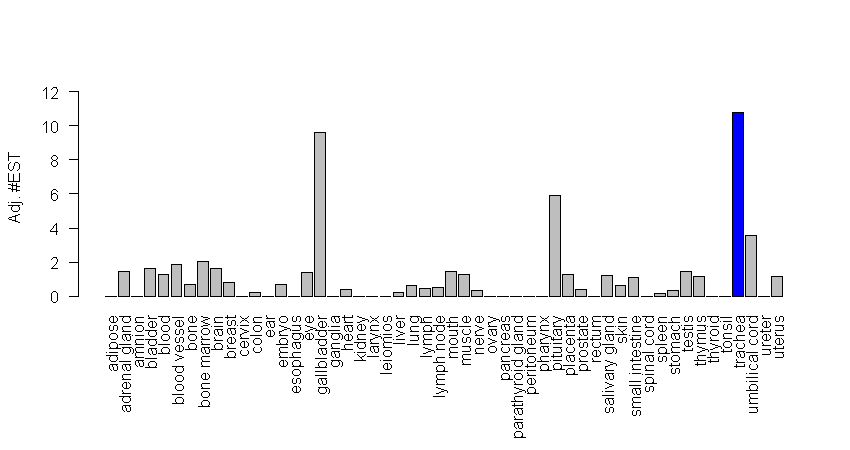 12
10
8
6
4
2
0
Adj. #EST
adipose
adrenal gland
amnion
bladder
blood
blood vessel
bone
bone marrow
brain
breast
cervix
colon
ear
embryo
esophagus
eye
gallbladder
ganglia
heart
kidney
larynx
leiomios
liver
lung
lymph
lymph node
mouth
muscle
nerve
ovary
pancreas
parathyroid gland
peritoneum
pharynx
pituitary
placenta
prostate
rectum
salivary gland
skin
small intestine
spinal cord
spleen
stomach
testis
thymus
thyroid
tonsil
trachea
umbilical cord
ureter
uterus